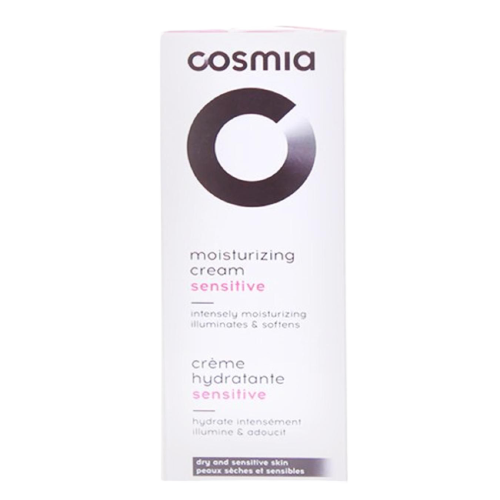 cosmia
moisturizing
cream
sensitive
intensely moisturizing
illuminates & softens
crème
hydratante
sensitive
hydrate intensément
illumine & adoucit
dry and sensitive skin
peaux sèches et sensibles